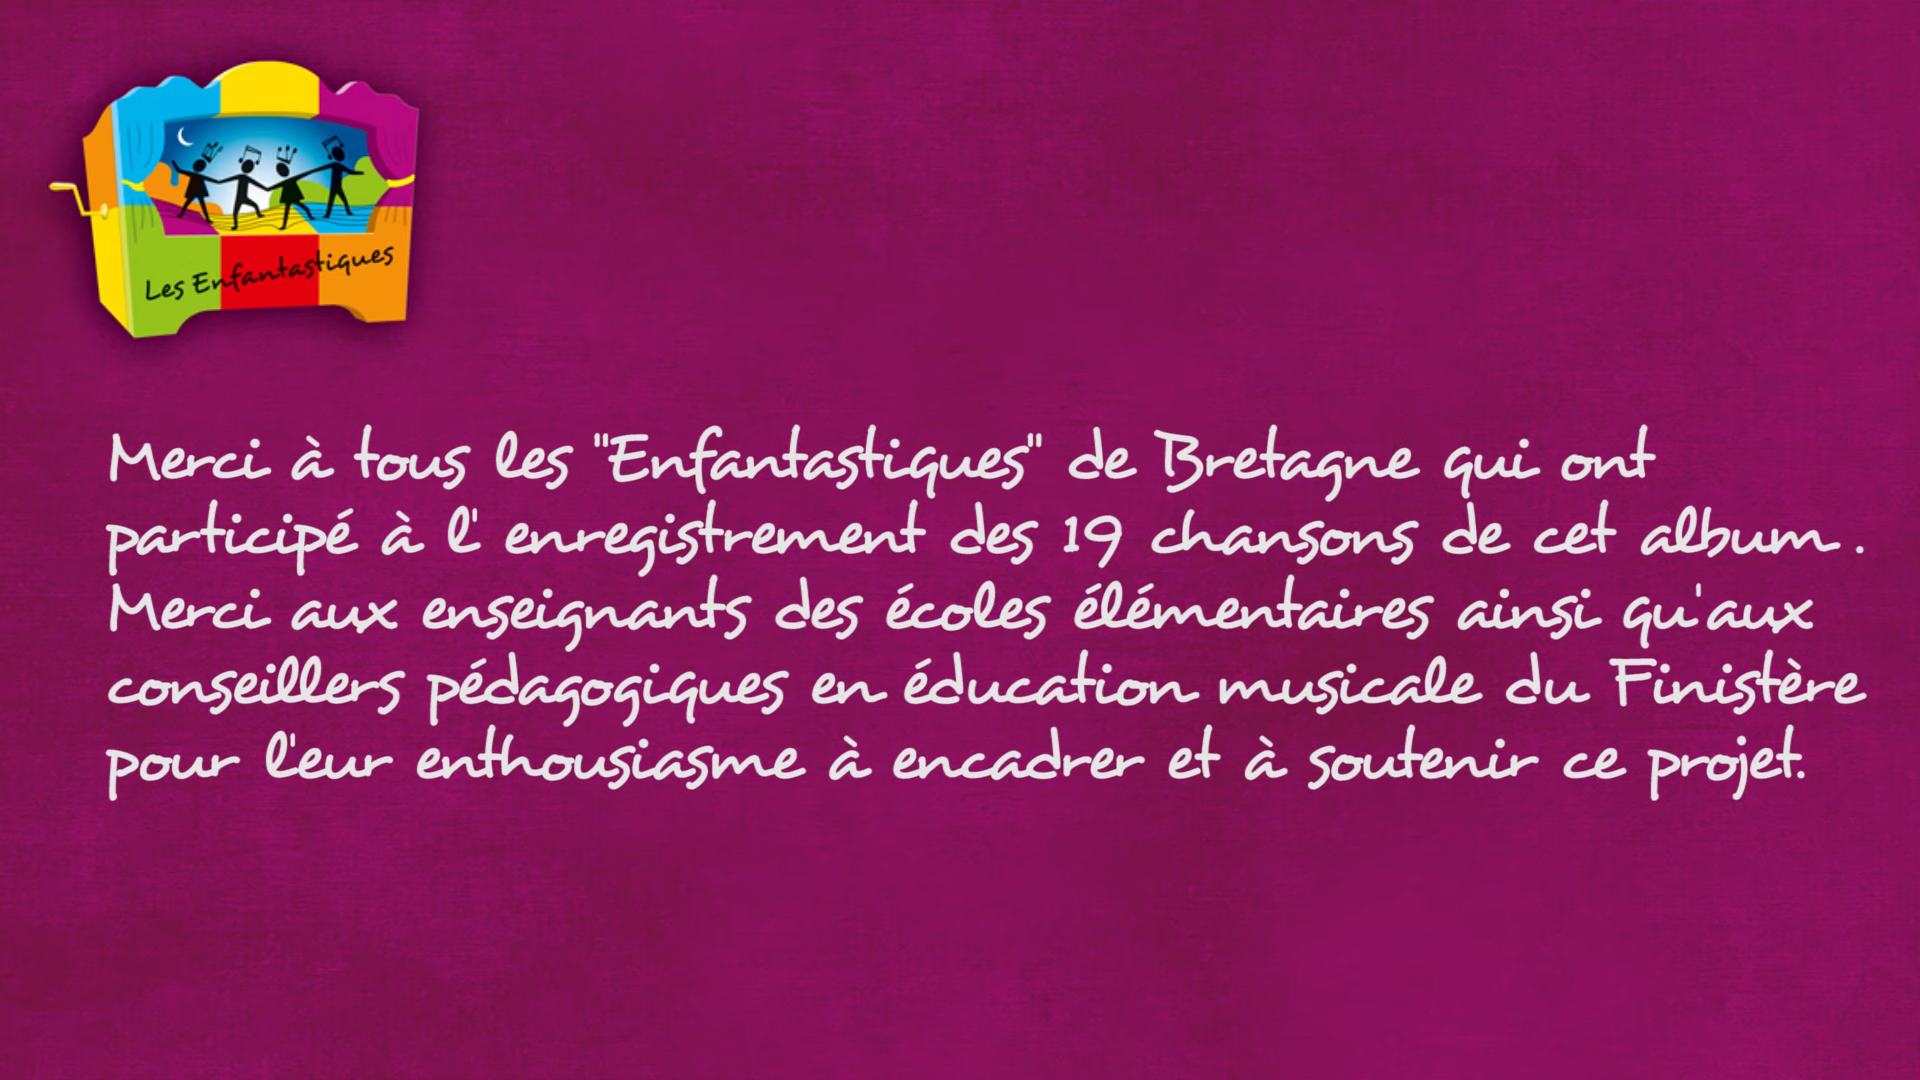 Les Enfantastiques
Merci à tous les "Enfantastiques" de Bretagne qui ont
participé à l' enregistrement des 19 chansons de cet album .
Merci aux enseignants des écoles élémentaires ainsi qu'aux
conseillers pédagogiques en éducation musicale du Finistère
pour l'eur enthousiasme à encadrer et à soutenir ce projet.